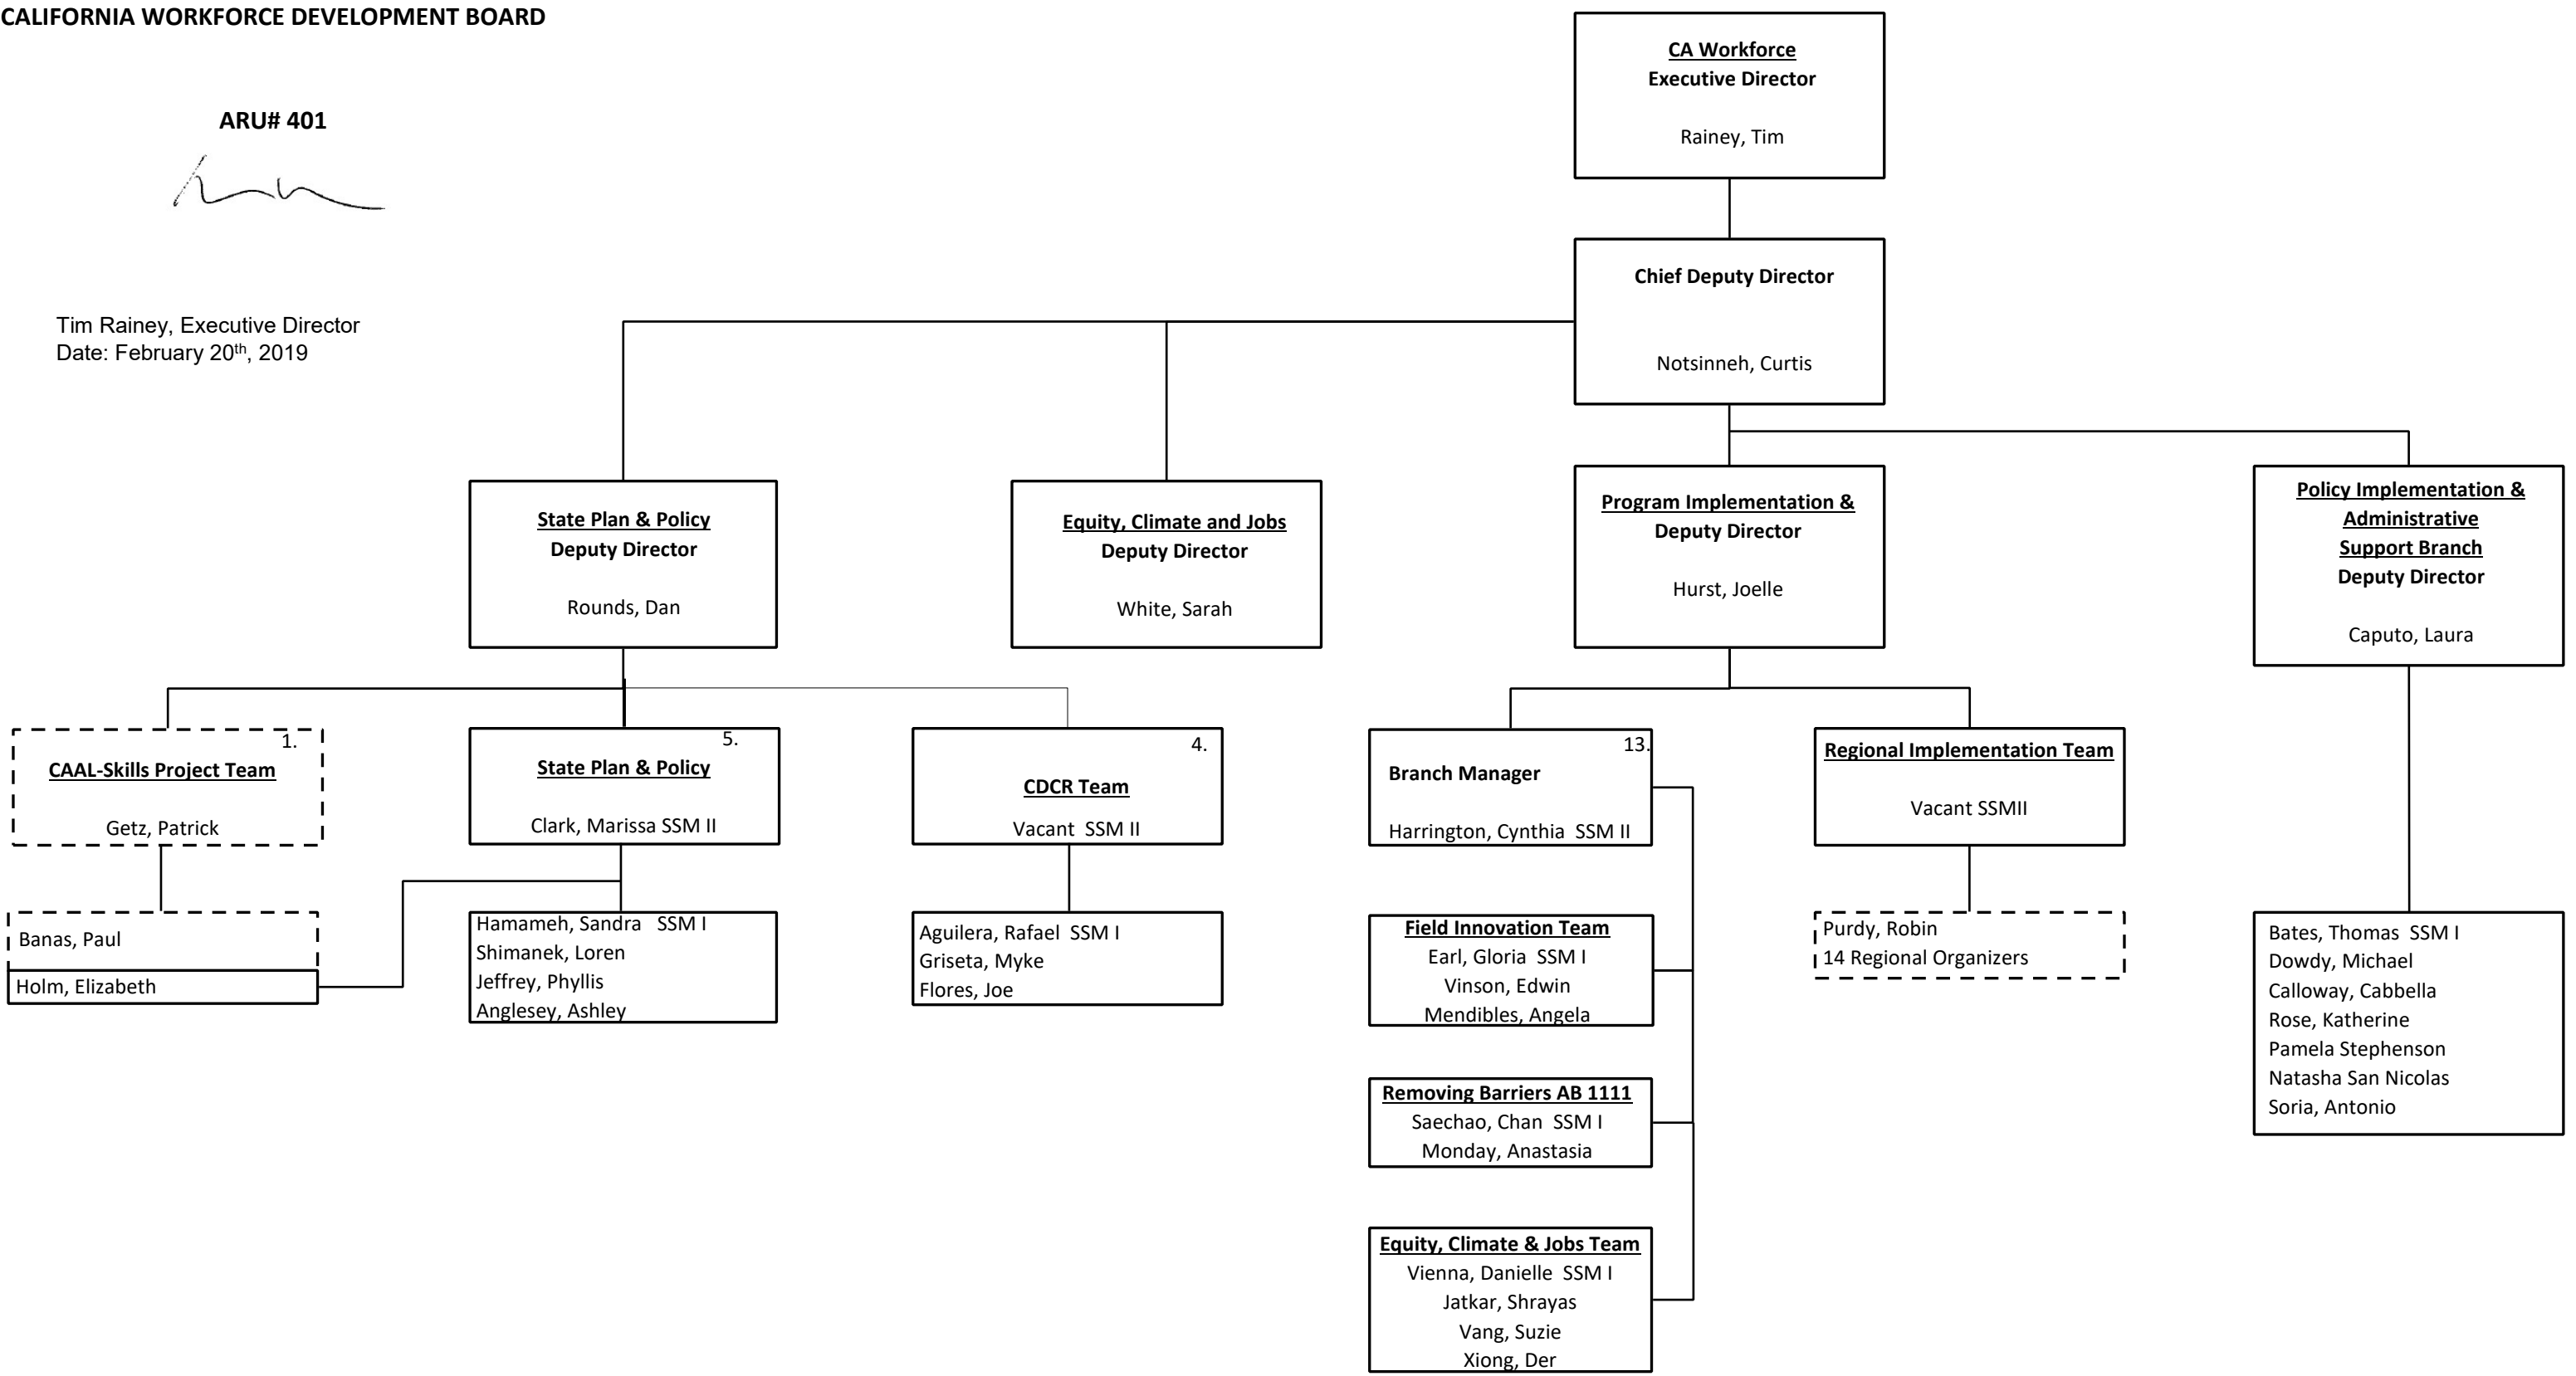 CALIFORNIA WORKFORCE DEVELOPMENT BOARD
ARU# 401
Tim Rainey, Executive Director
Date: February 20th, 2019
CA Workforce
Executive Director
Rainey, Tim
Chief Deputy Director
Notsinneh, Curtis
State Plan & Policy
Deputy Director
Rounds, Dan
Equity, Climate and Jobs
Deputy Director
White, Sarah
Program Implementation &
Deputy Director
Hurst, Joelle
Policy Implementation &
Administrative
Support Branch
Deputy Director
Caputo, Laura
1.
CAAL-Skills Project Team
Getz, Patrick
5.
State Plan & Policy
Clark, Marissa SSM II
4.
CDCR Team
Vacant SSM II
13.
Branch Manager
Harrington, Cynthia SSM II
Regional Implementation Team
Vacant SSMII
Banas, Paul
Holm, Elizabeth
Hamameh, Sandra SSM I
Shimanek, Loren
Jeffrey, Phyllis
Anglesey, Ashley
Aguilera, Rafael SSM I
Griseta, Myke
Flores, Joe
Field Innovation Team
Earl, Gloria SSM I
Vinson, Edwin
Mendibles, Angela
Removing Barriers AB 1111
Saechao, Chan SSM I
Monday, Anastasia
Equity, Climate & Jobs Team
Vienna, Danielle SSM I
Jatkar, Shrayas
Vang, Suzie
Xiong, Der
Purdy, Robin
14 Regional Organizers
Bates, Thomas SSM I
Dowdy, Michael
Calloway, Cabbella
Rose, Katherine
Pamela Stephenson
Natasha San Nicolas
Soria, Antonio